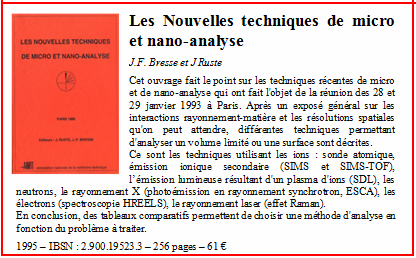 Les Nouvelles techniques de micro
et nano-analyse
J.F. Bresse et J Ruste
LES NOUVELLES TECHNIQUES
DE MICRO ET NANO-ANALYSE
Cet ouvrage fait le point sur les techniques récentes de micro
et de nano-analyse qui ont fait l'objet de la réunion des 28 et
29 janvier 1993 à Paris. Après un exposé général sur les
interactions rayonnement-matière et les résolutions spatiales
qu'on peut attendre, différentes techniques permettant
d'analyser un volume limité ou une surface sont décrites.
Ce sont les techniques utilisant les ions : sonde atomique,
émission ionique secondaire (SIMS et SIMS-TOF),
l'émission lumineuse résultant d'un plasma d'ions (SDL), les
neutrons, le rayonnement X (photoémission en rayonnement synchrotron, ESCA), les
électrons (spectroscopie HREELS), le rayonnement laser (effet Raman).
En conclusion, des tableaux comparatifs permettent de choisir une méthode d'analyse en
fonction du problème à traiter.
1995 – IBSN : 2.900.19523.3 – 256 pages – 61 €